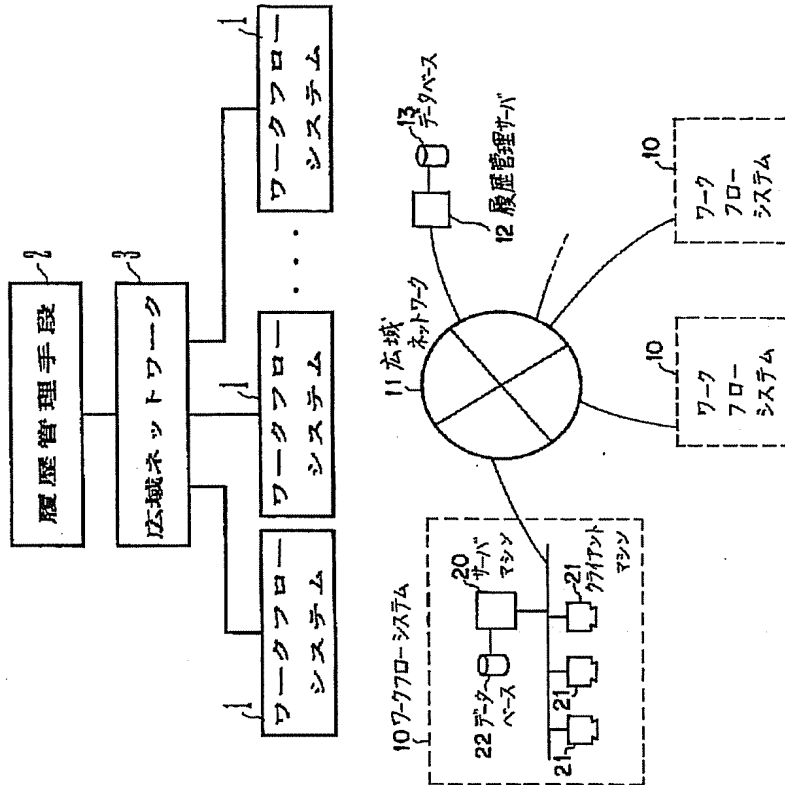 履歴管理手段
2
広域ネットワーク
3
ワークフロー
システム
1
ワークフロー
システム
1
・・・
ワークフロー
システム
1
10 ワークフローシステム
22 データ
ベース
20
サーバ
マシン
21
21
21
クライアント
マシン
11 広域
ネットワーク
12 履歴管理サーバ
13
データベース
10
ワーク
フロー
システム
10
ワーク
フロー
システム